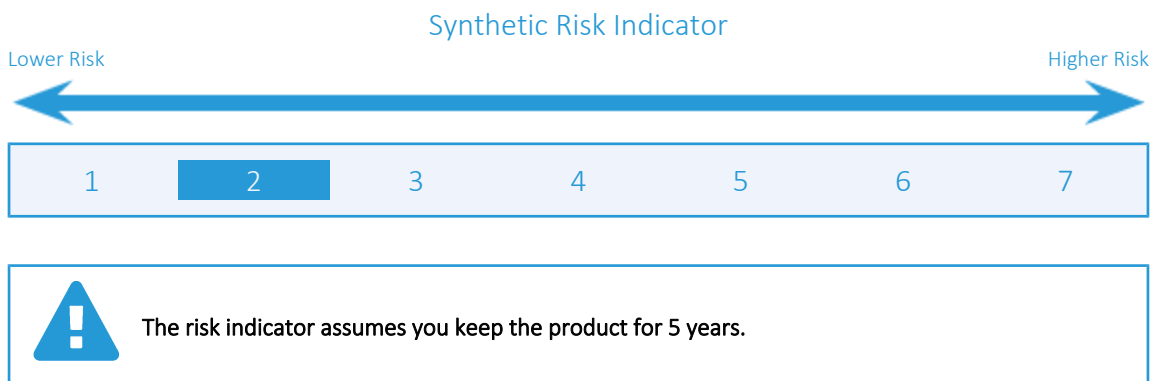 Synthetic Risk Indicator
Lower Risk Higher Risk
1 2 3 4 5 6 7
The risk indicator assumes you keep the product for 5 years.